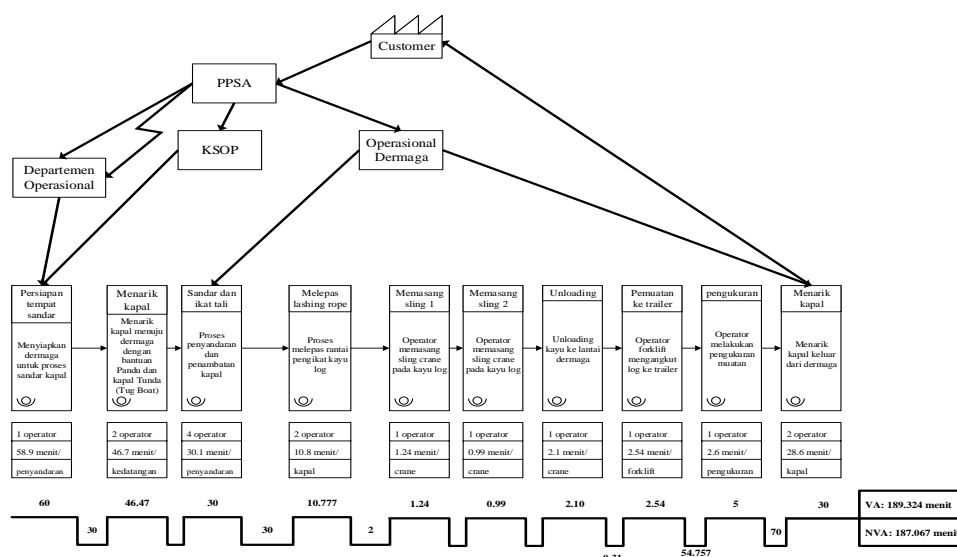 Customer
PPSA
KSOP
Operasional
Dermaga
Departemen
Operasional
Persiapan
tempat
sandar
Menyiapkan
dermaga
untuk proses
sandar kapal
Menarik
kapal
Menarik
kapal menuju
dermaga
dengan
bantuan
Pandu dan
kapal Tunda
(Tug Boat)
Sandar dan
ikat tali
Proses
penyandaran
dan
penambatan
kapal
Melepas
lashing rope
Proses
melepas rantai
pengikat kayu
log
Memasang
sling 1
Operator
memasang
sling crane
pada kayu log
Memasang
sling 2
Operator
memasang
sling crane
pada kayu log
Unloading
Unloading
kayu ke lantai
dermaga
Pemuatan
ke trailer
Operator
forklift
mengangkut
log ke trailer
pengukuran
Operator
melakukan
pengukuran
muatan
Menarik
kapal
Menarik
kapal keluar
dari dermaga
1 operator
58.9 menit/
penyandaran
2 operator
46.7 menit/
kedatangan
4 operator
30.1 menit/
penyandaran
2 operator
10.8 menit/
kapal
1 operator
1.24 menit/
crane
1 operator
0.99 menit/
crane
1 operator
2.1 menit/
crane
1 operator
2.54 menit/
forklift
1 operator
2.6 menit/
pengukuran
2 operator
28.6 menit/
kapal
60 46.47 30 10.777 1.24 0.99 2.10 2.54 5 30
VA: 189.324 menit
30 30 2 70
NVA: 187.067 menit
54.757